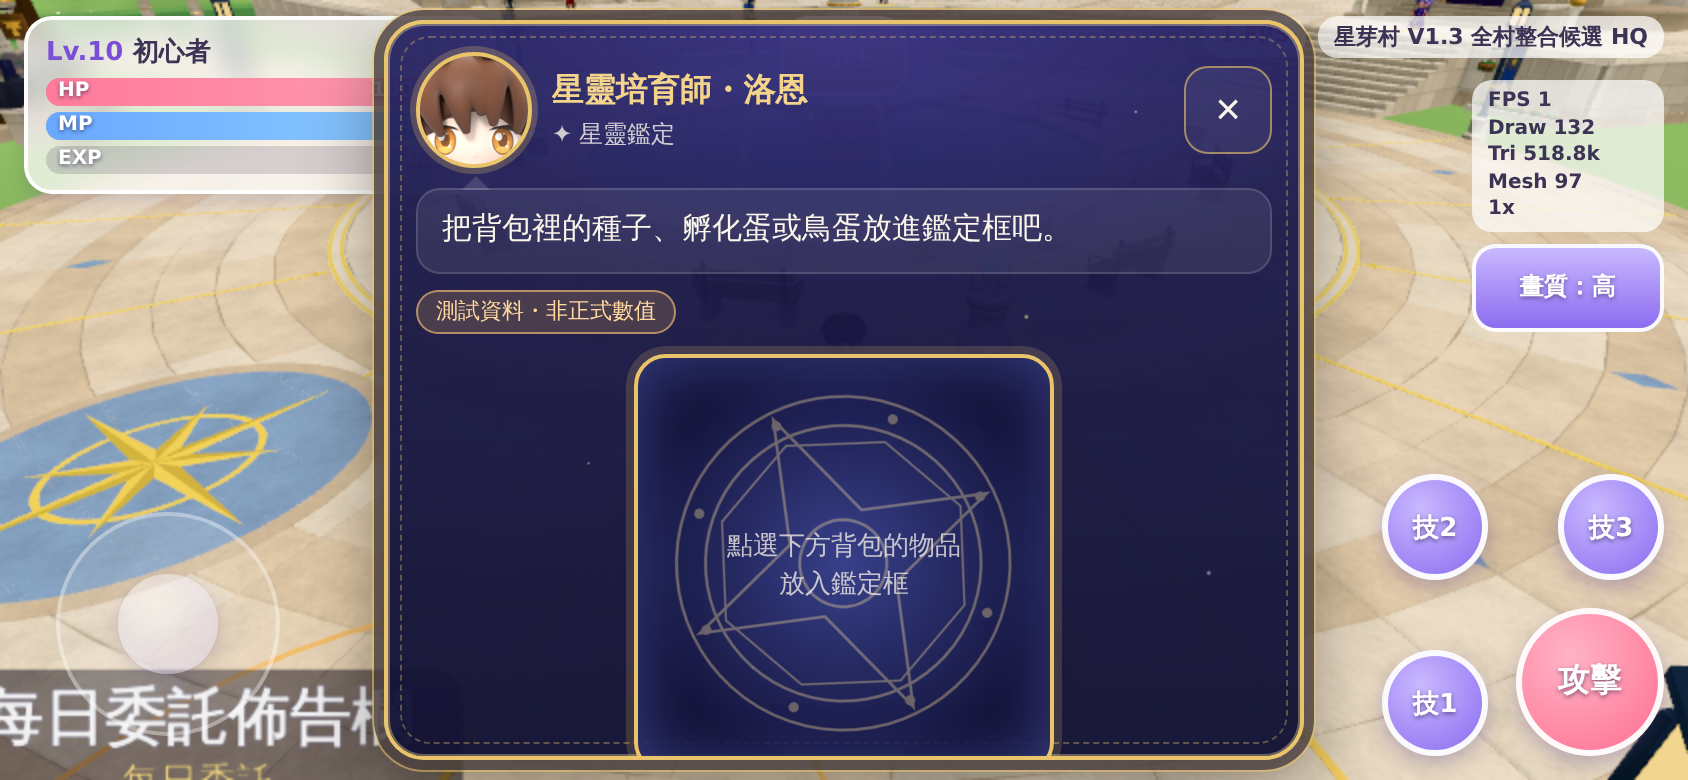 Lv.10 初心者
HP
MP
EXP
星靈培育師・洛恩
✦ 星靈鑑定
×
把背包裡的種子、孵化蛋或鳥蛋放進鑑定框吧。
測試資料・非正式數值
點選下方背包的物品
放入鑑定框
星芽村 V1.3 全村整合候選 HQ
FPS 1
Draw 132
Tri 518.8k
Mesh 97
1x
畫質：高
技2
技3
技1
攻擊
每日委託佈告
每日委託